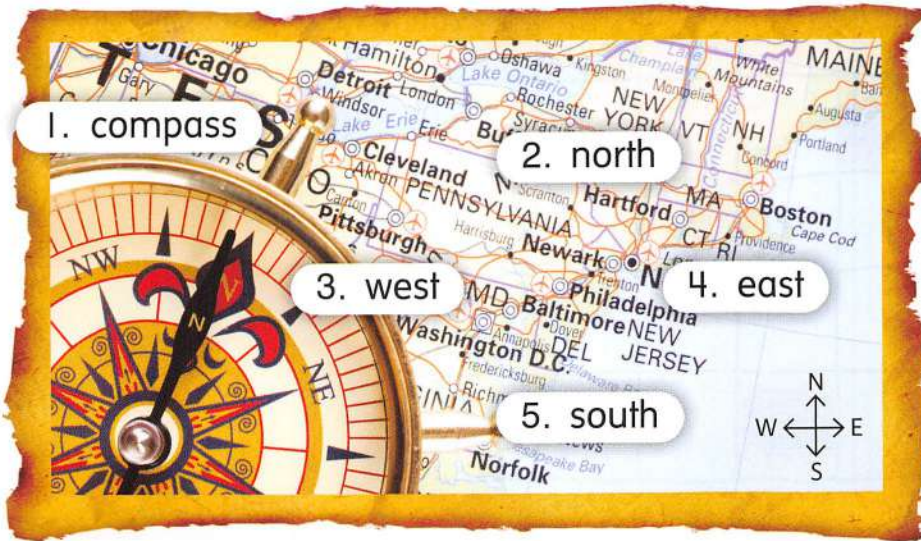 1. compass
2. north
3. west
4. east
5. south
Chicago
Gary
Detroit
Windsor
Hamilton
London
Oshawa
Kingston
Lake Ontario
Lake Erie
Erie
Rochester
NEW
YORK
VT
NH
MAINE
White
Mountains
Montpelier
Augusta
Portland
Concord
Connecticut
Cleveland
Akron
Canton
PENNSYLVANIA
Scranton
Hartford
MA
Boston
Cape Cod
CT
RI
Providence
Pittsburgh
Harrisburg
Newark
Trenton
MD
Baltimore
Philadelphia
NEW
JERSEY
Annapolis
Dover
DEL
Washington D.C.
Fredericksburg
Norfolk
NW
N
NE
N
W
E
S